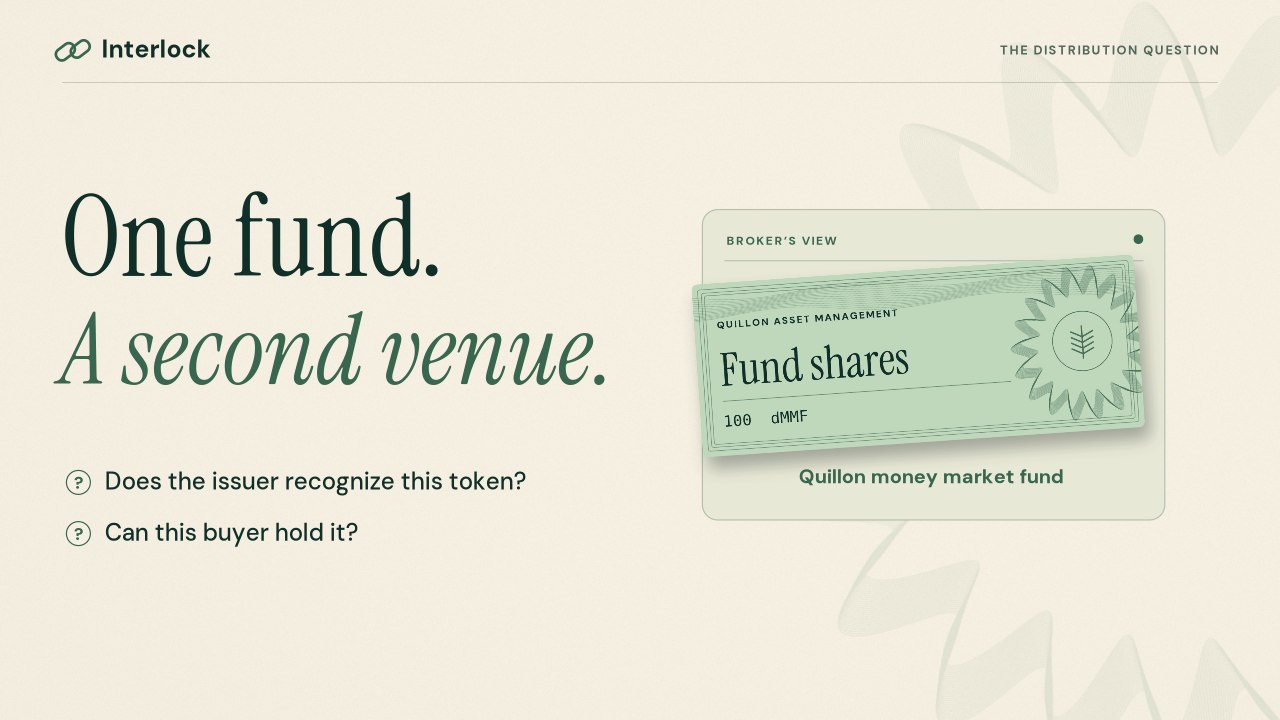 Interlock
THE DISTRIBUTION QUESTION
One fund.
A second venue.
? Does the issuer recognize this token?
? Can this buyer hold it?
BROKER'S VIEW
QUILLON ASSET MANAGEMENT
Fund shares
100 dMMF
Quillon money market fund